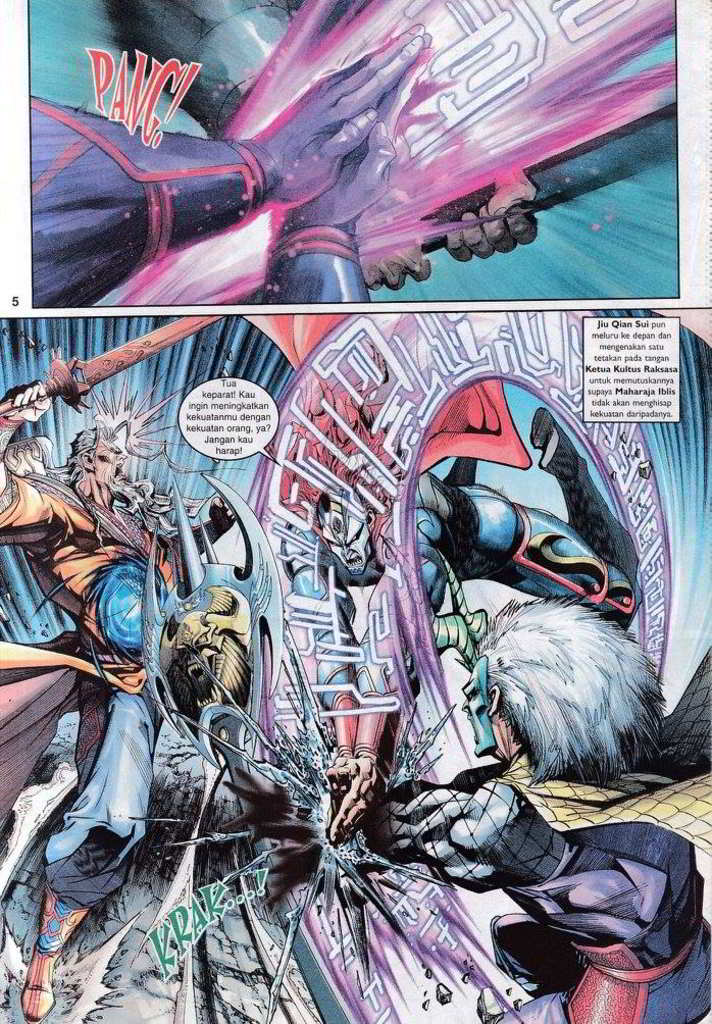 PANG!
5
Jiu Qian Sui pun
meluru ke depan dan
mengenakan satu
tetakan pada tangan
Ketua Kultus Raksasa
untuk memutuskannya
supaya Maharaja Iblis
tidak akan menghisap
kekuatan daripadanya.
Tua
keparat! Kau
ingin meningkatkan
kekuatanmu dengan
kekuatan orang, ya?
Jangan kau
harap!
KRAK...!